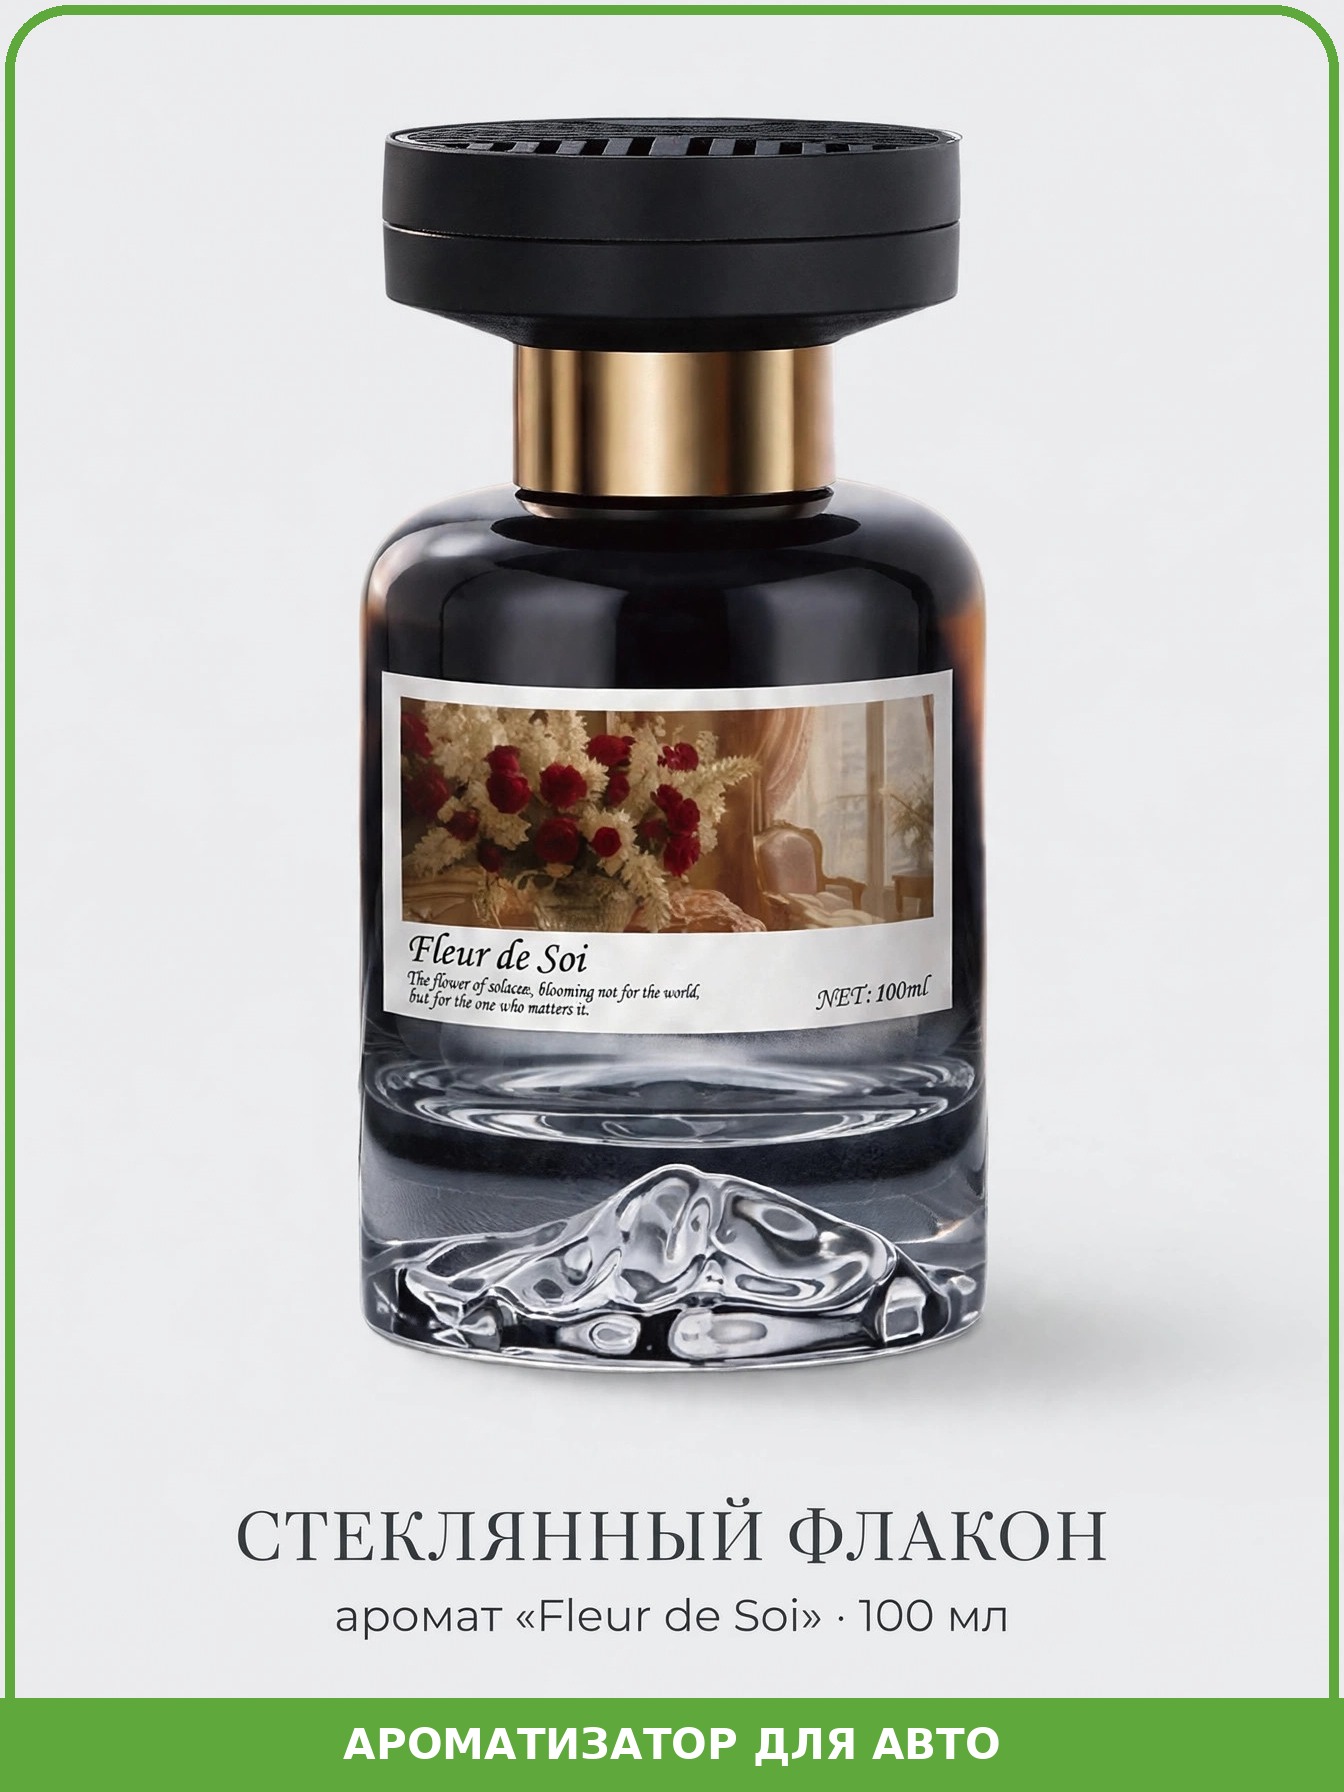 Fleur de Soi
The flower of solacee, blooming not for the world,
but for the one who matters it.
NET: 100ml
СТЕКЛЯННЫЙ ФЛАКОН
аромат «Fleur de Soi» · 100 мл
АРОМАТИЗАТОР ДЛЯ АВТО